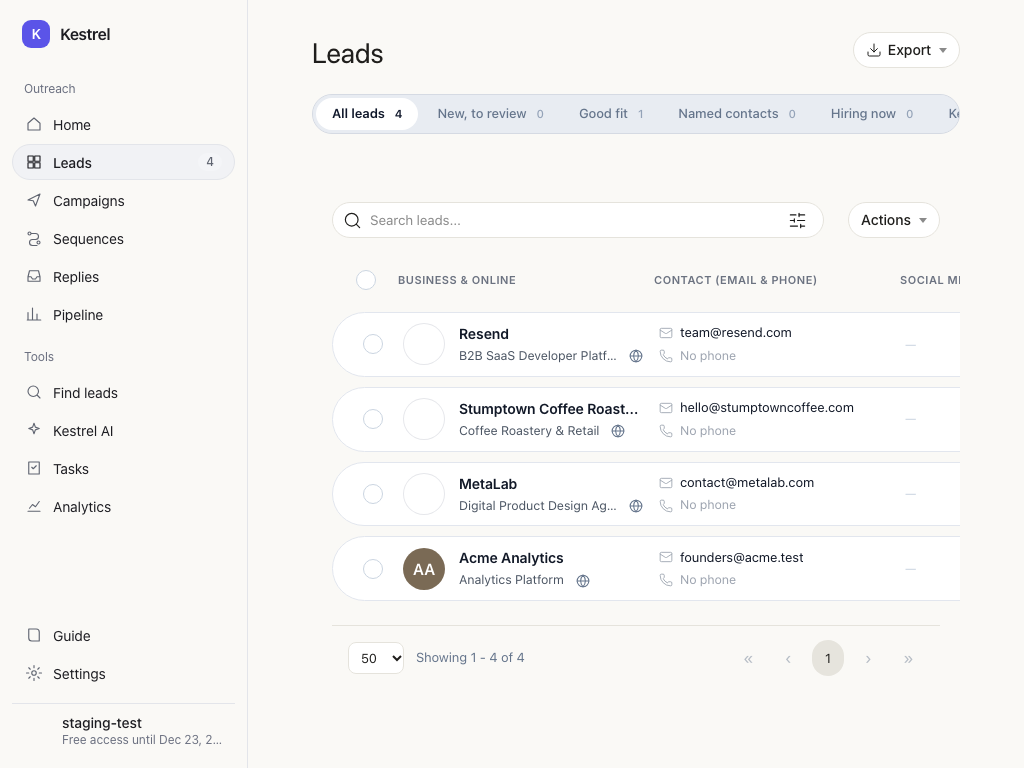 K Kestrel
Outreach
Home
Leads 4
Campaigns
Sequences
Replies
Pipeline
Tools
Find leads
Kestrel AI
Tasks
Analytics
Guide
Settings
staging-test
Free access until Dec 23, 2...
Leads
Export
All leads 4 New, to review 0 Good fit 1 Named contacts 0 Hiring now 0
Search leads...
Actions
BUSINESS & ONLINE CONTACT (EMAIL & PHONE) SOCIAL
Resend
B2B SaaS Developer Platf...
team@resend.com
No phone
—
Stumptown Coffee Roast...
Coffee Roastery & Retail
hello@stumptowncoffee.com
No phone
—
MetaLab
Digital Product Design Ag...
contact@metalab.com
No phone
—
AA
Acme Analytics
Analytics Platform
founders@acme.test
No phone
—
50 Showing 1 - 4 of 4 « ‹ 1 › »